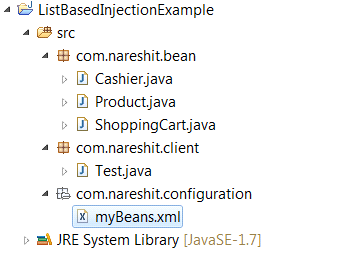 ListBasedInjectionExample
src
com.nareshit.bean
Cashier.java
Product.java
ShoppingCart.java
com.nareshit.client
Test.java
com.nareshit.configuration
myBeans.xml
JRE System Library [JavaSE-1.7]